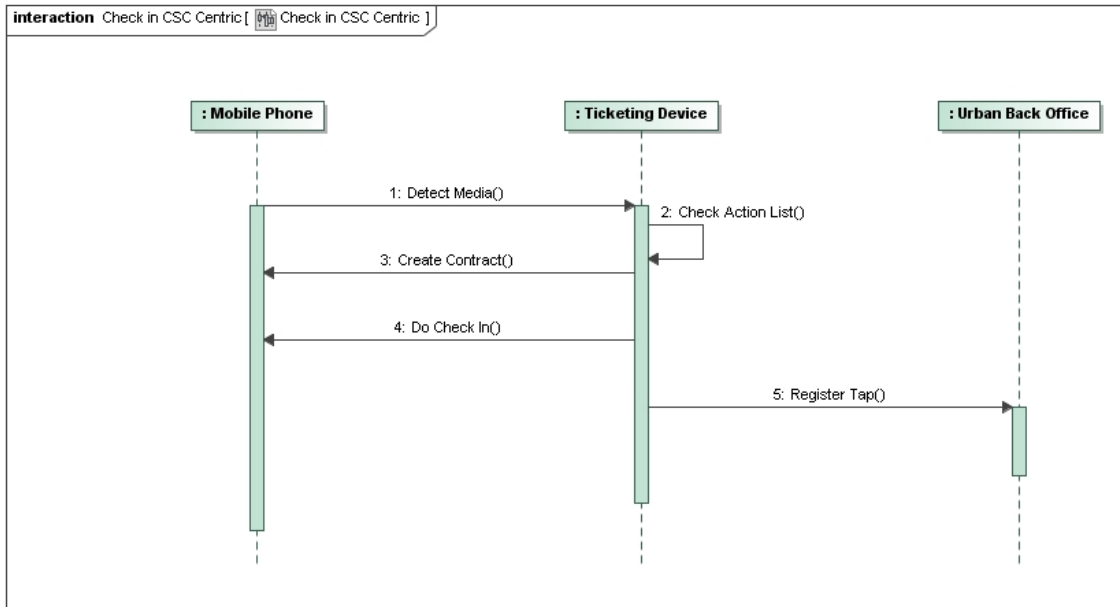 interaction Check in CSC Centric [ Check in CSC Centric ]
: Mobile Phone
: Ticketing Device
: Urban Back Office
1: Detect Media()
2: Check Action List()
3: Create Contract()
4: Do Check In()
5: Register Tap()